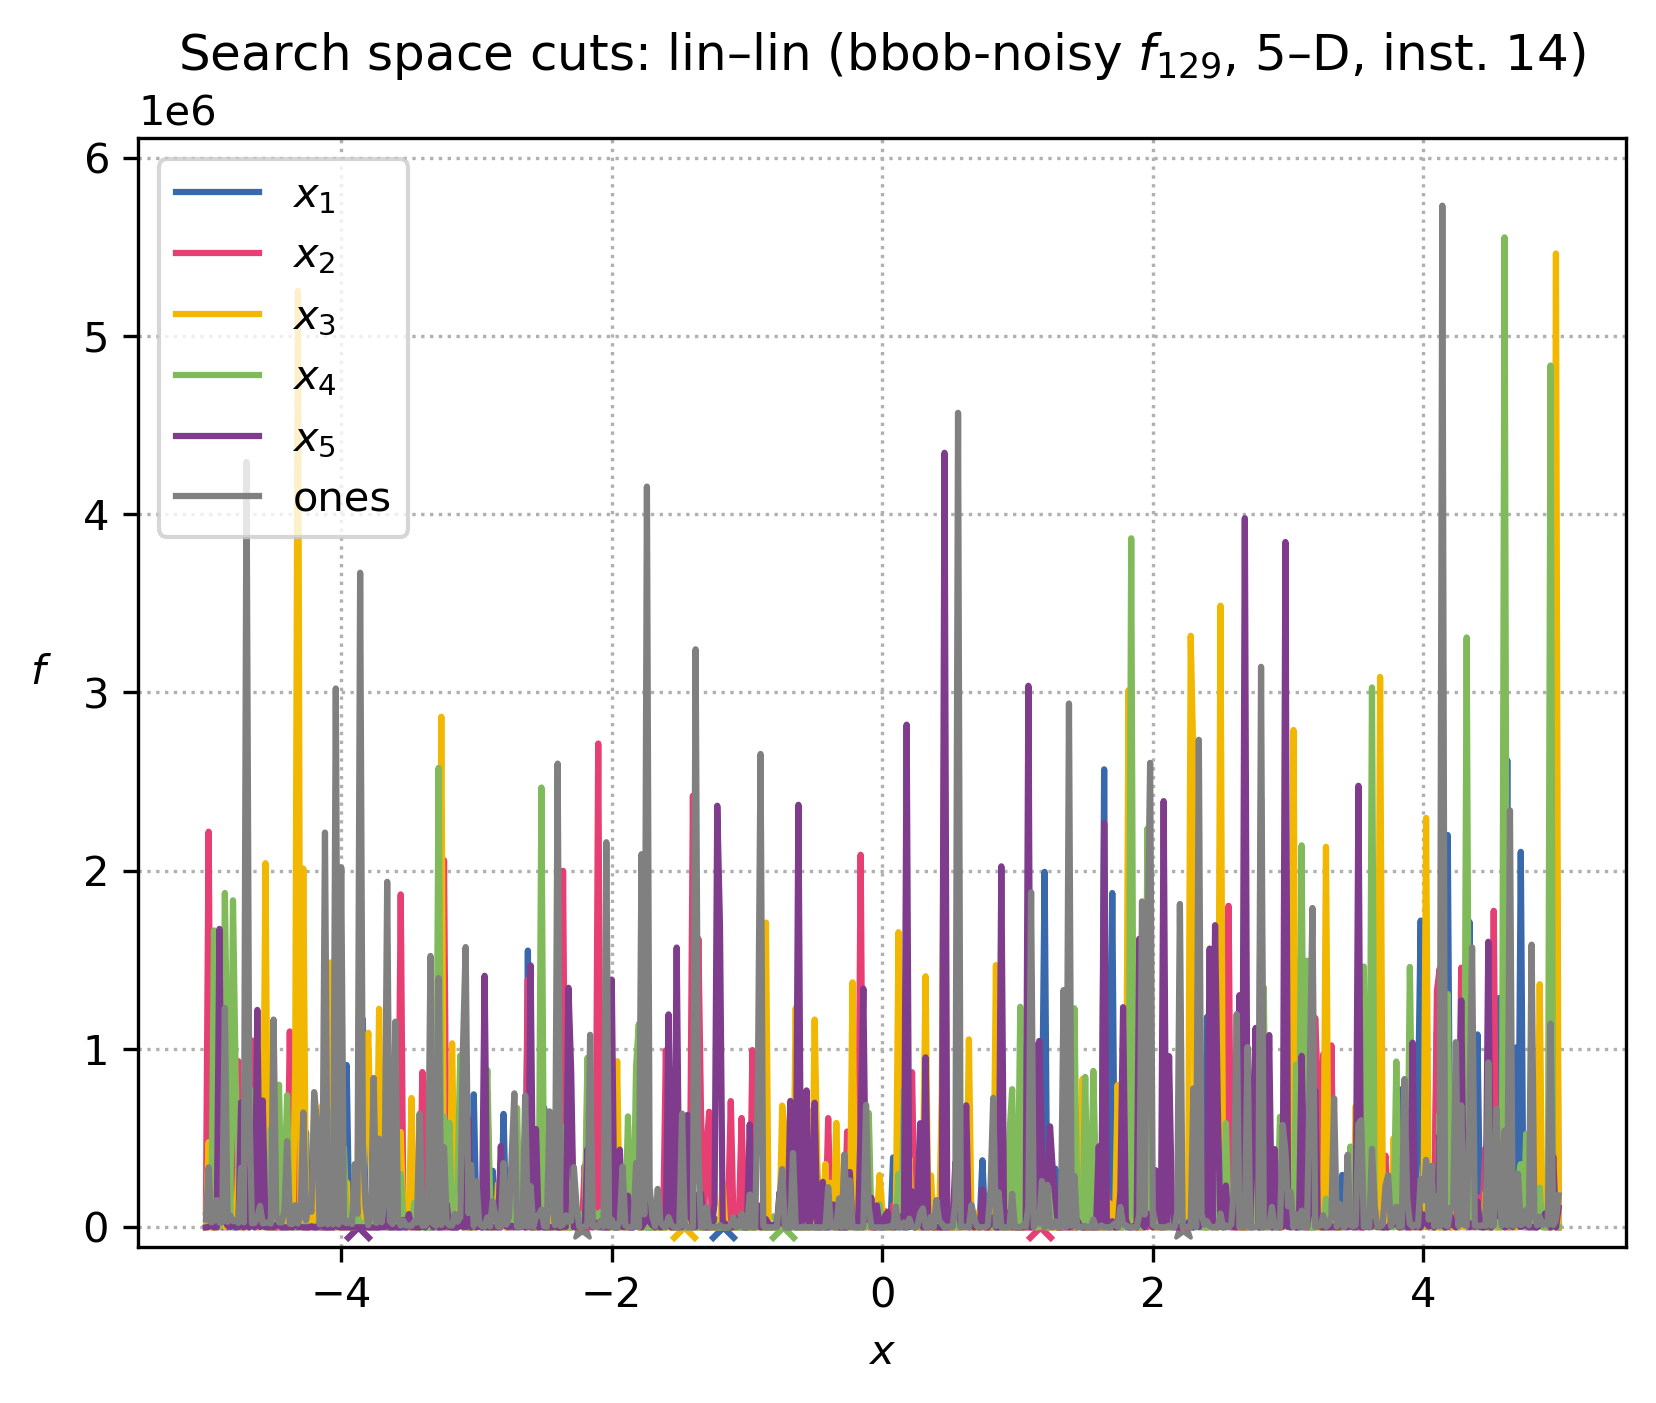 Search space cuts: lin–lin (bbob-noisy f₁₂₉, 5–D, inst. 14)
1e6
6
5
4
3
2
1
0
f
x₁
x₂
x₃
x₄
x₅
ones
−4
−2
0
2
4
x